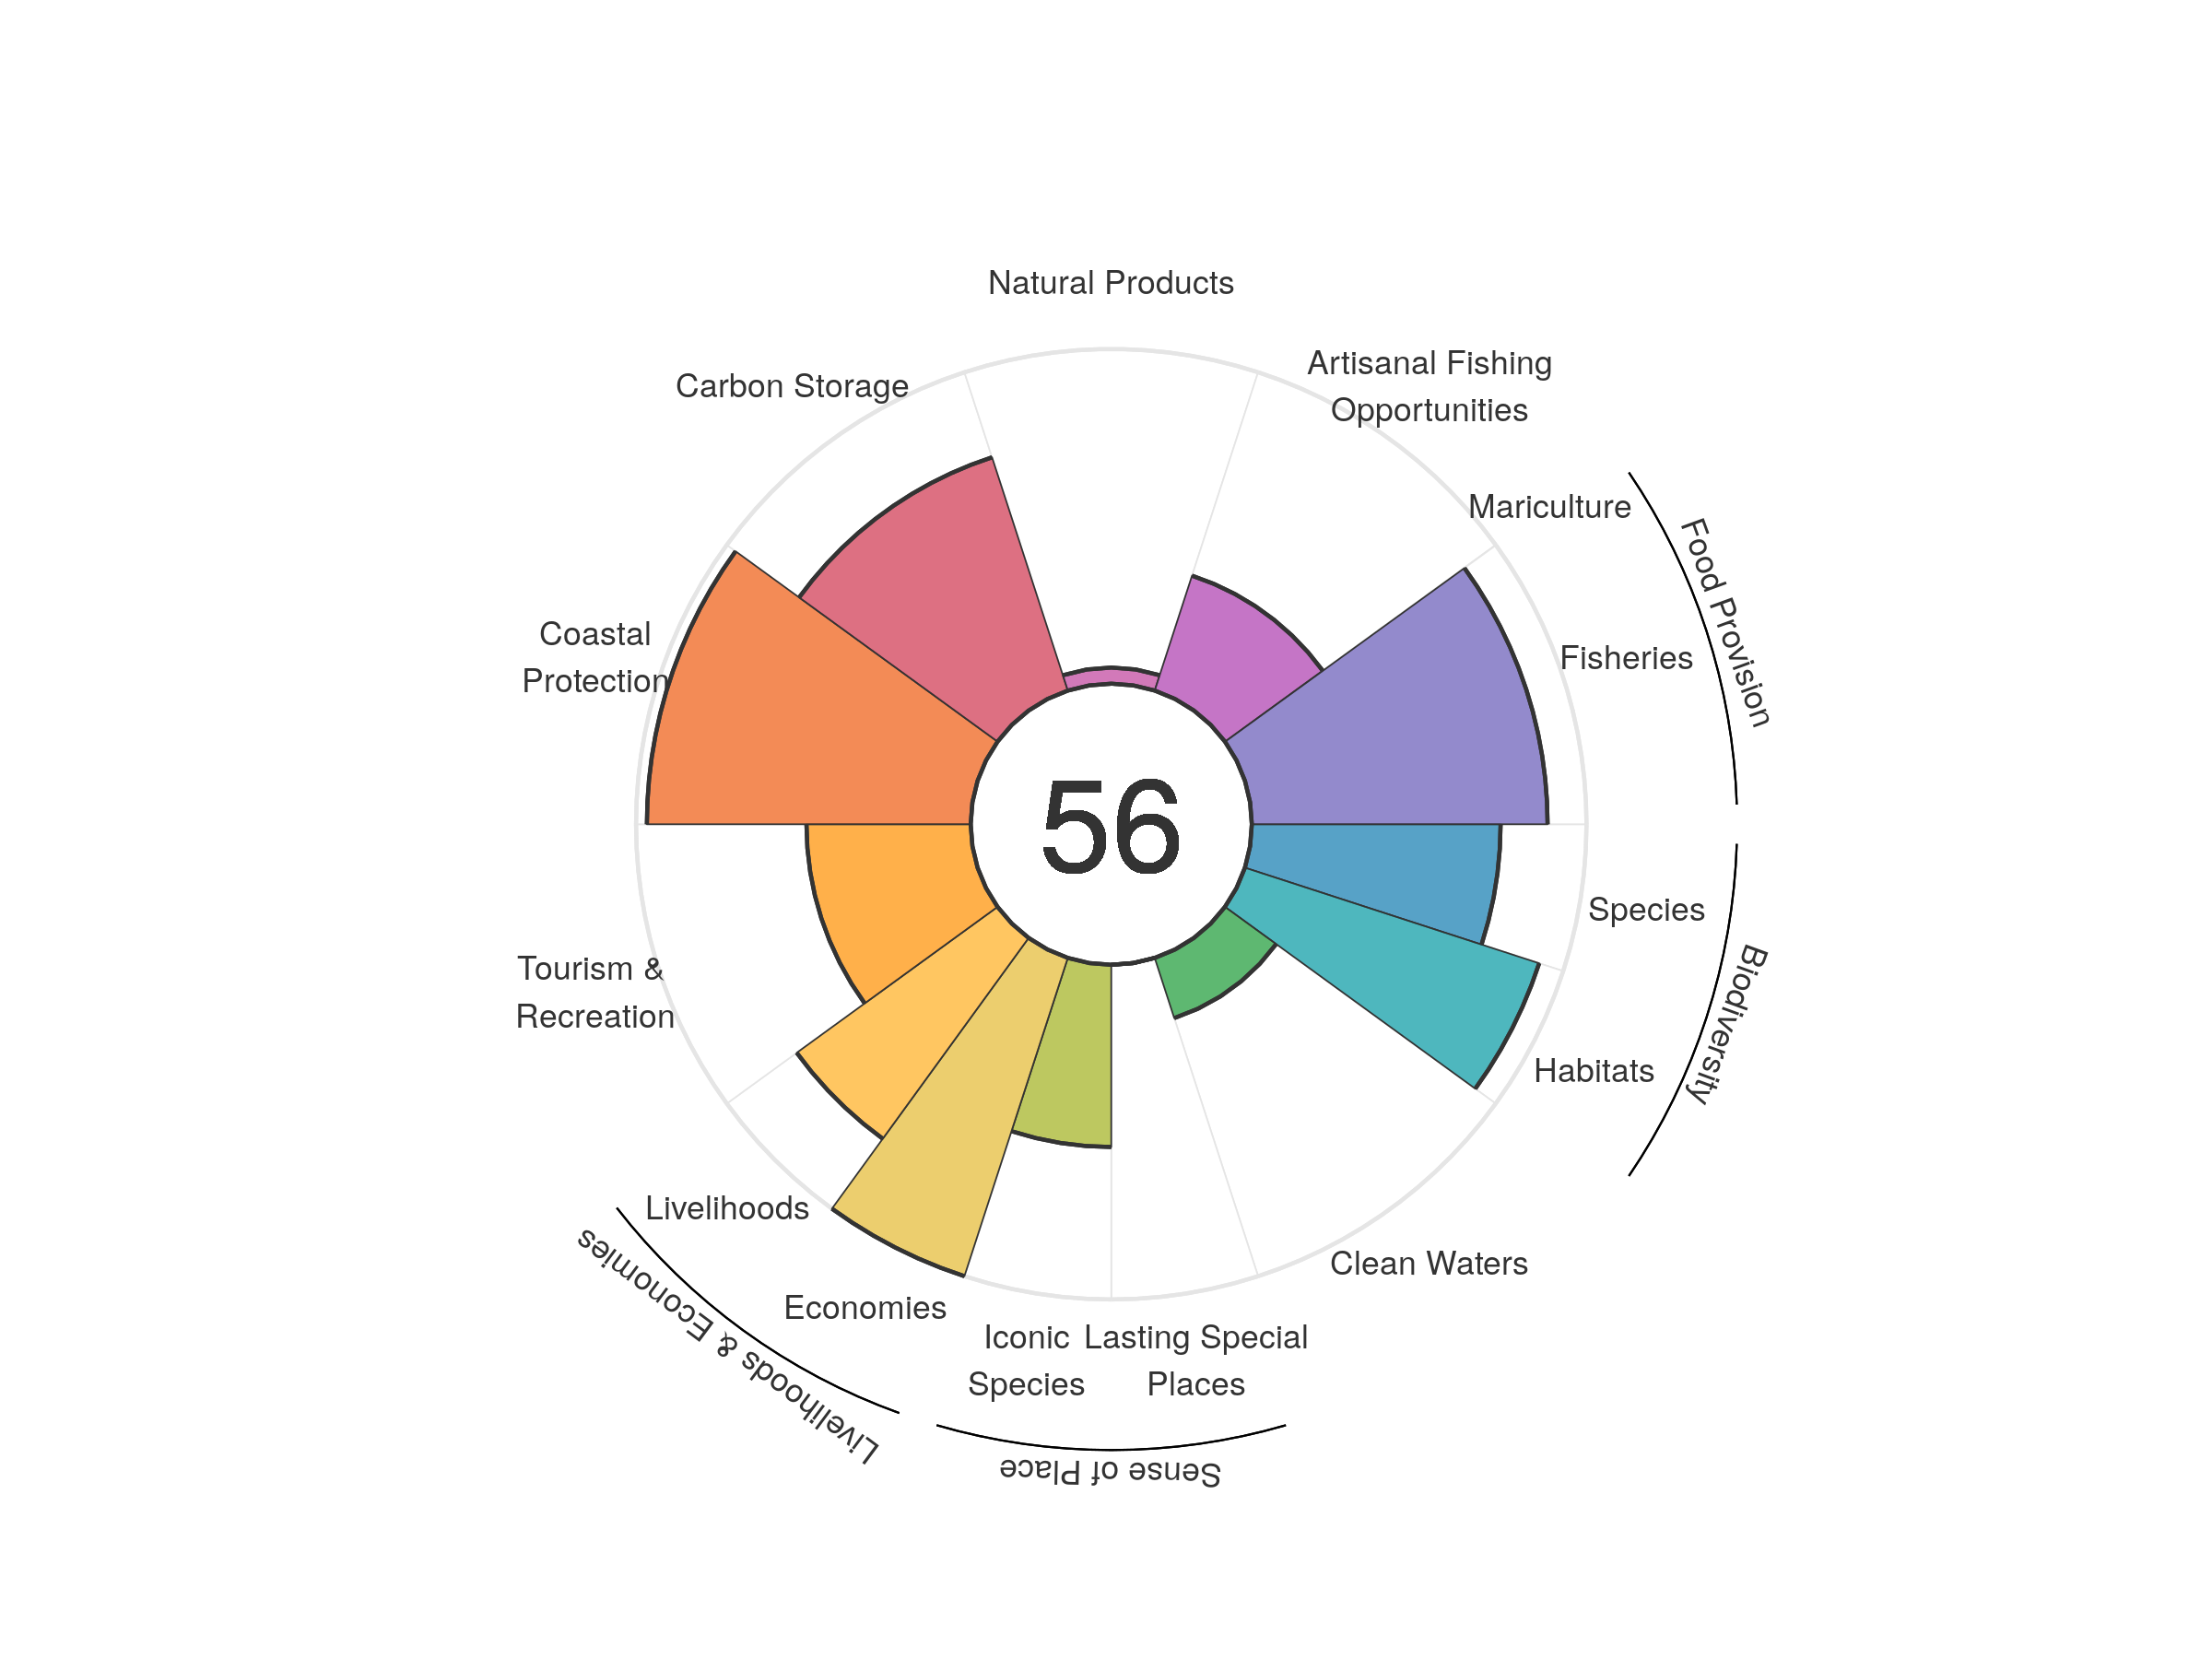 Natural Products
Carbon Storage
Artisanal Fishing
Opportunities
Mariculture
Food Provision
Fisheries
Coastal
Protection
56
Species
Biodiversity
Tourism &
Recreation
Habitats
Livelihoods
Livelihoods & Economies
Economies
Clean Waters
Iconic
Species
Lasting Special
Places
Sense of Place